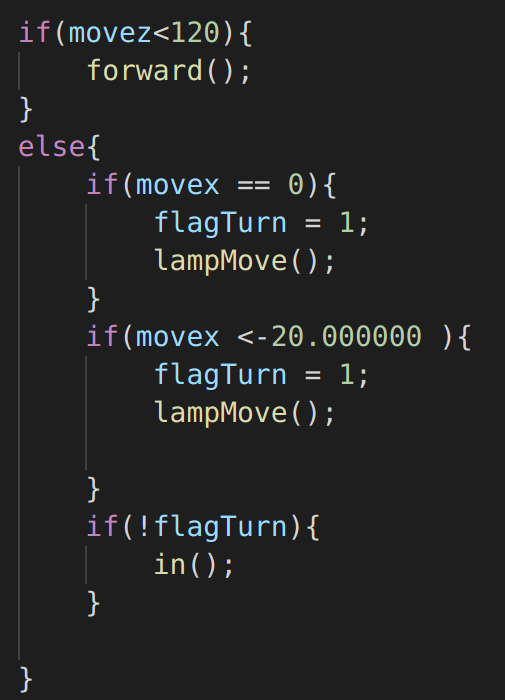 if(movez<120){
    forward();
}
else{
    if(movex == 0){
        flagTurn = 1;
        lampMove();
    }
    if(movex <-20.000000 ){
        flagTurn = 1;
        lampMove();

    }
    if(!flagTurn){
        in();
    }

}